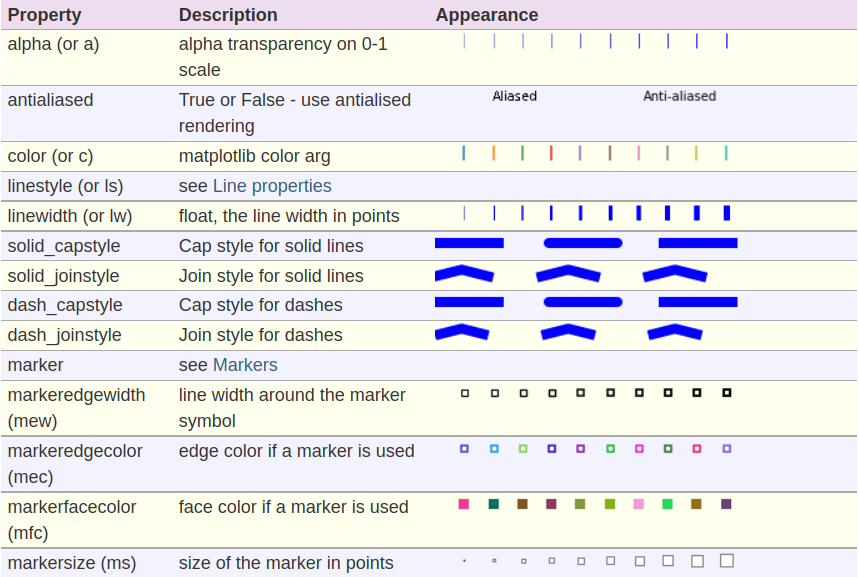 Property Description Appearance
alpha (or a) alpha transparency on 0-1
scale
antialiased True or False - use antialised
rendering
Aliased Anti-aliased
color (or c) matplotlib color arg
linestyle (or ls) see Line properties
linewidth (or lw) float, the line width in points
solid_capstyle Cap style for solid lines
solid_joinstyle Join style for solid lines
dash_capstyle Cap style for dashes
dash_joinstyle Join style for dashes
marker see Markers
markeredgewidth line width around the marker
(mew) symbol
markeredgecolor edge color if a marker is used
(mec)
markerfacecolor face color if a marker is used
(mfc)
markersize (ms) size of the marker in points